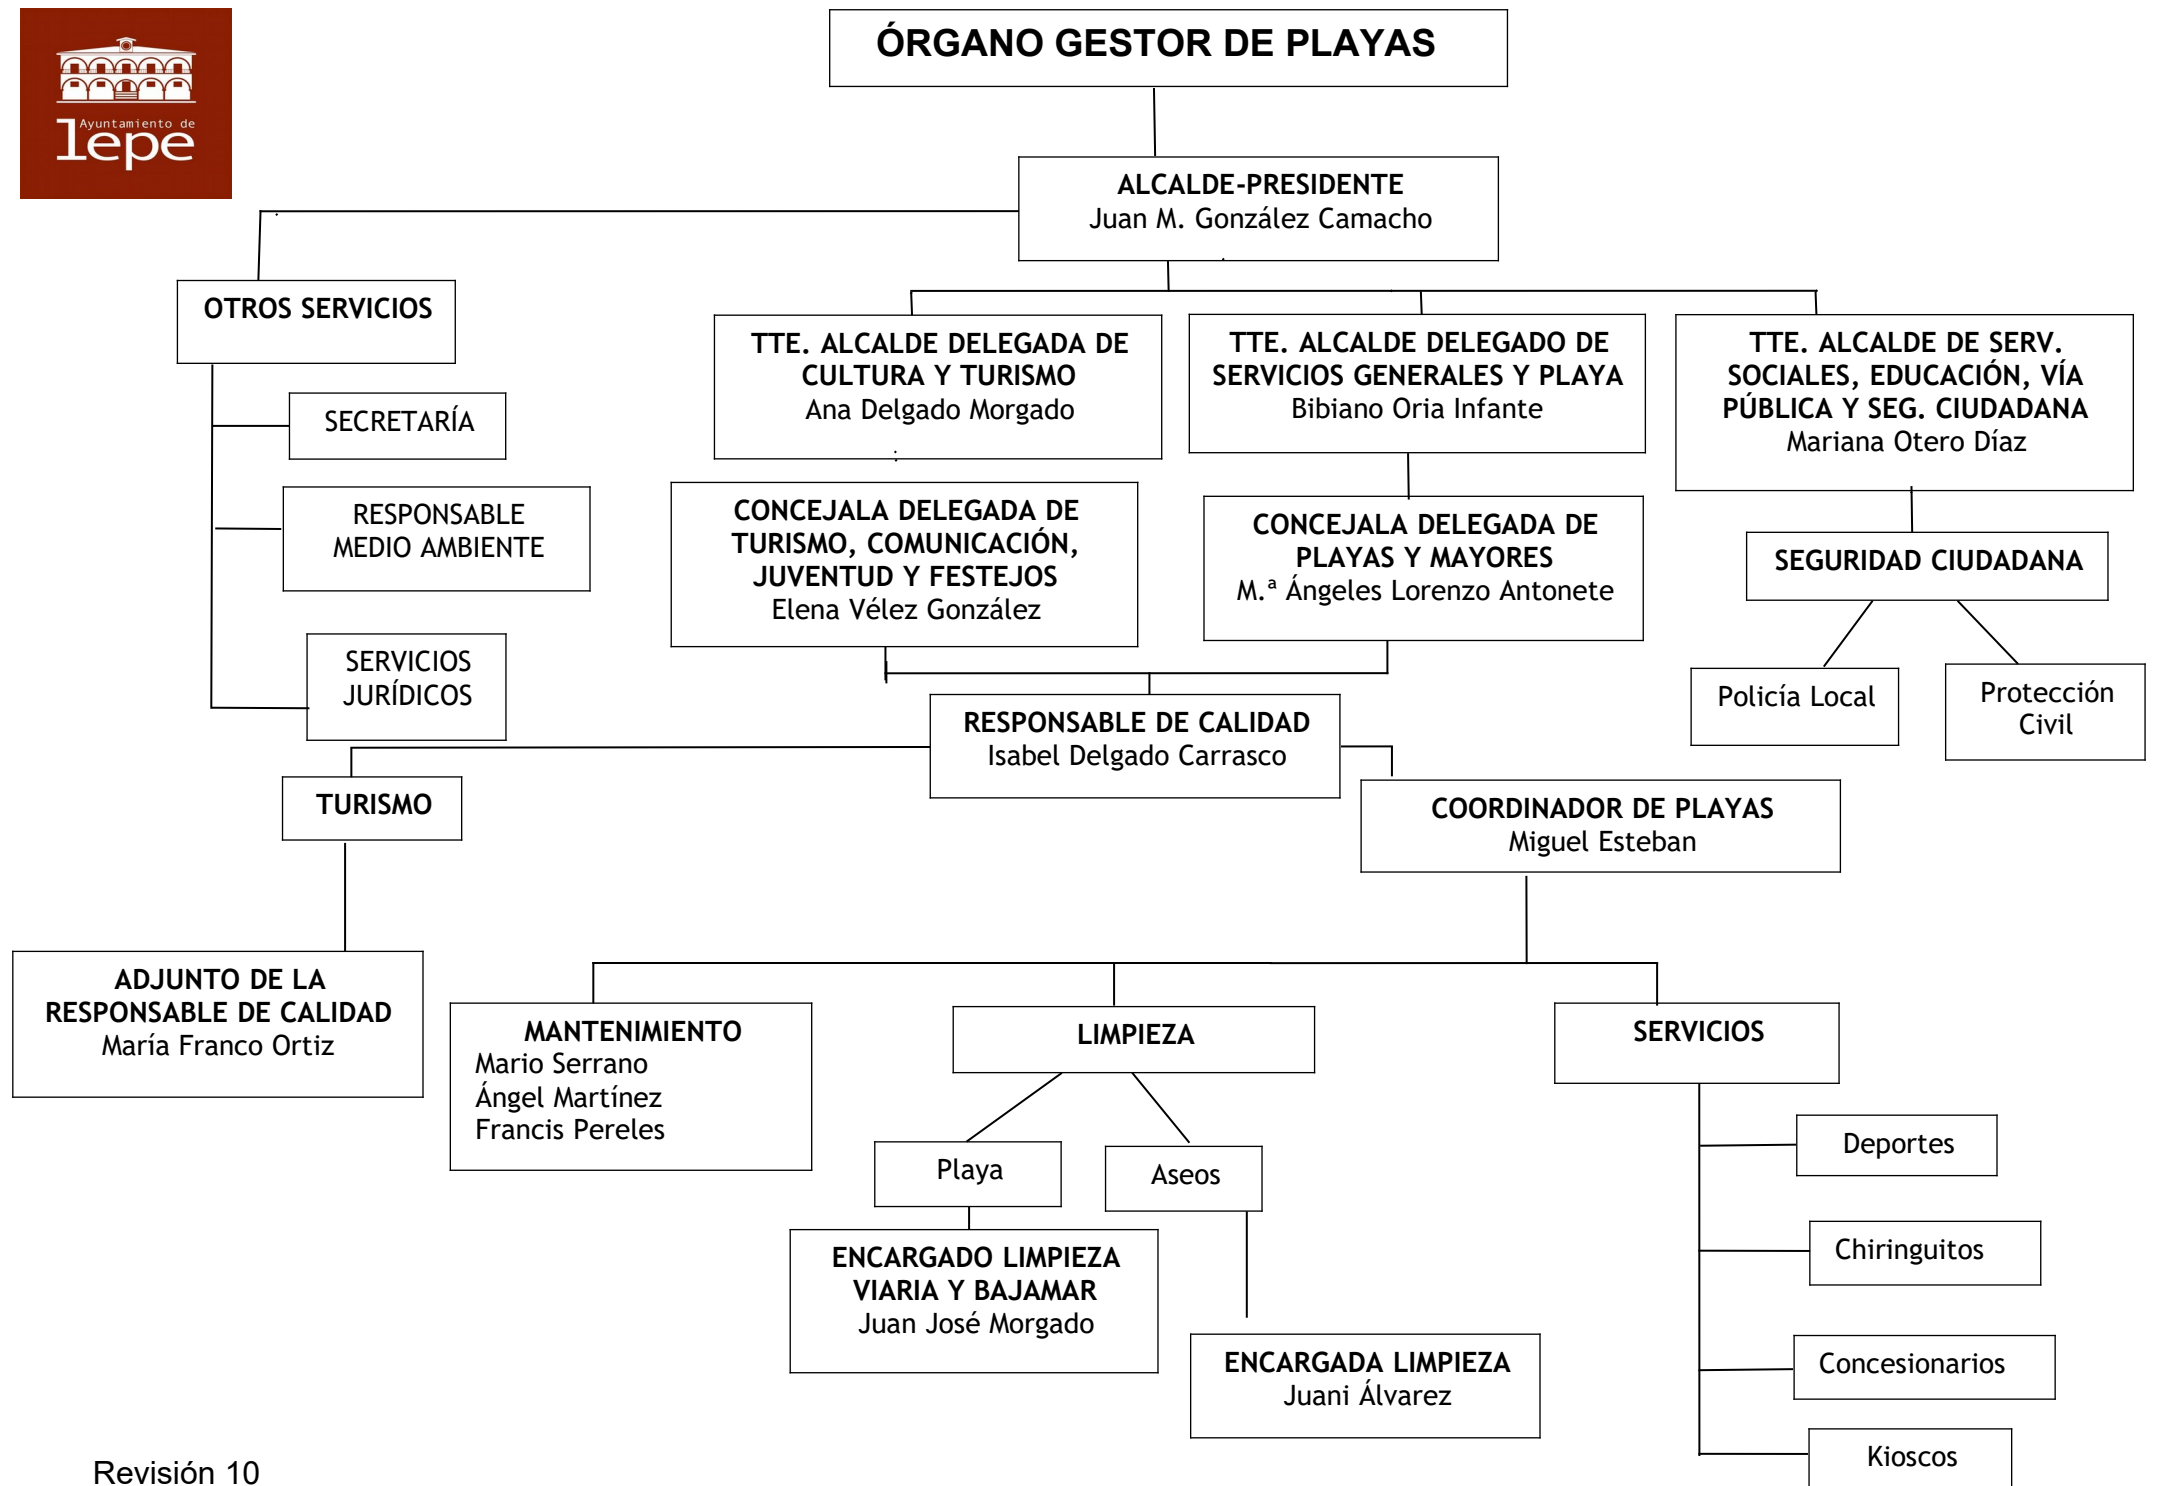 ÓRGANO GESTOR DE PLAYAS
Ayuntamiento de
lepe
ALCALDE-PRESIDENTE
Juan M. González Camacho
OTROS SERVICIOS
SECRETARÍA
RESPONSABLE
MEDIO AMBIENTE
SERVICIOS
JURÍDICOS
TTE. ALCALDE DELEGADA DE
CULTURA Y TURISMO
Ana Delgado Morgado
TTE. ALCALDE DELEGADO DE
SERVICIOS GENERALES Y PLAYA
Bibiano Oria Infante
TTE. ALCALDE DE SERV.
SOCIALES, EDUCACIÓN, VÍA
PÚBLICA Y SEG. CIUDADANA
Mariana Otero Díaz
CONCEJALA DELEGADA DE
TURISMO, COMUNICACIÓN,
JUVENTUD Y FESTEJOS
Elena Vélez González
CONCEJALA DELEGADA DE
PLAYAS Y MAYORES
M.ª Ángeles Lorenzo Antonete
SEGURIDAD CIUDADANA
Policía Local
Protección
Civil
RESPONSABLE DE CALIDAD
Isabel Delgado Carrasco
TURISMO
COORDINADOR DE PLAYAS
Miguel Esteban
ADJUNTO DE LA
RESPONSABLE DE CALIDAD
María Franco Ortiz
MANTENIMIENTO
Mario Serrano
Ángel Martínez
Francis Pereles
LIMPIEZA
Playa
Aseos
ENCARGADO LIMPIEZA
VIARIA Y BAJAMAR
Juan José Morgado
ENCARGADA LIMPIEZA
Juani Álvarez
SERVICIOS
Deportes
Chiringuitos
Concesionarios
Kioscos
Revisión 10